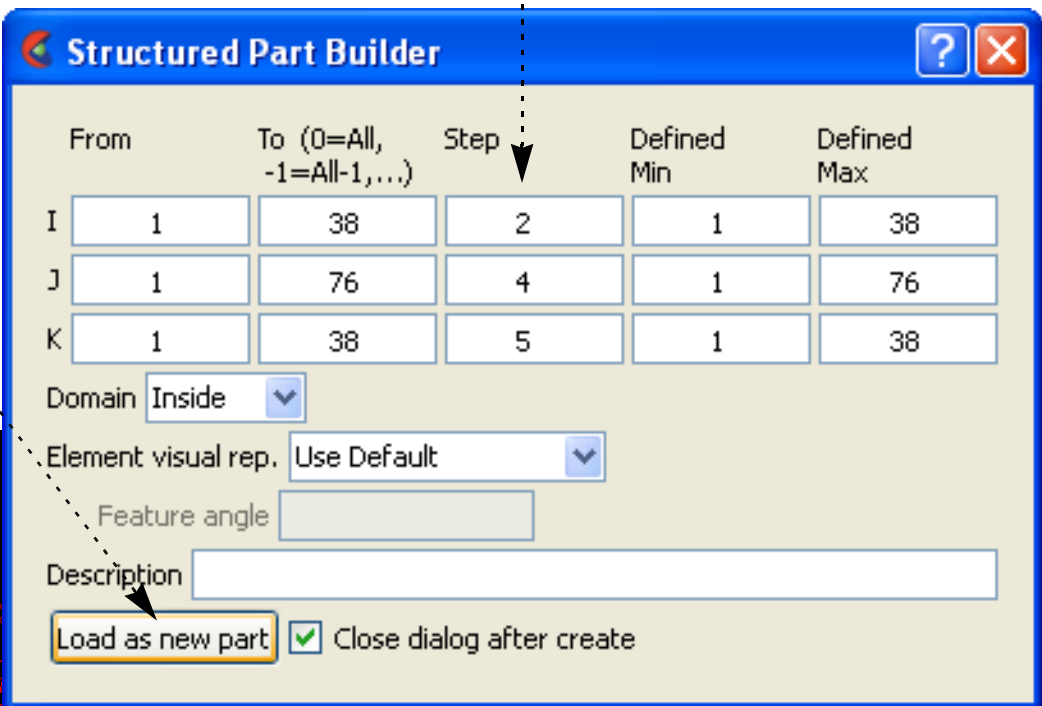 Structured Part Builder
From To (0=All, -1=All-1,...) Step Defined Min Defined Max
I 1 38 2 1 38
J 1 76 4 1 76
K 1 38 5 1 38
Domain Inside
Element visual rep. Use Default
Feature angle
Description
Load as new part Close dialog after create